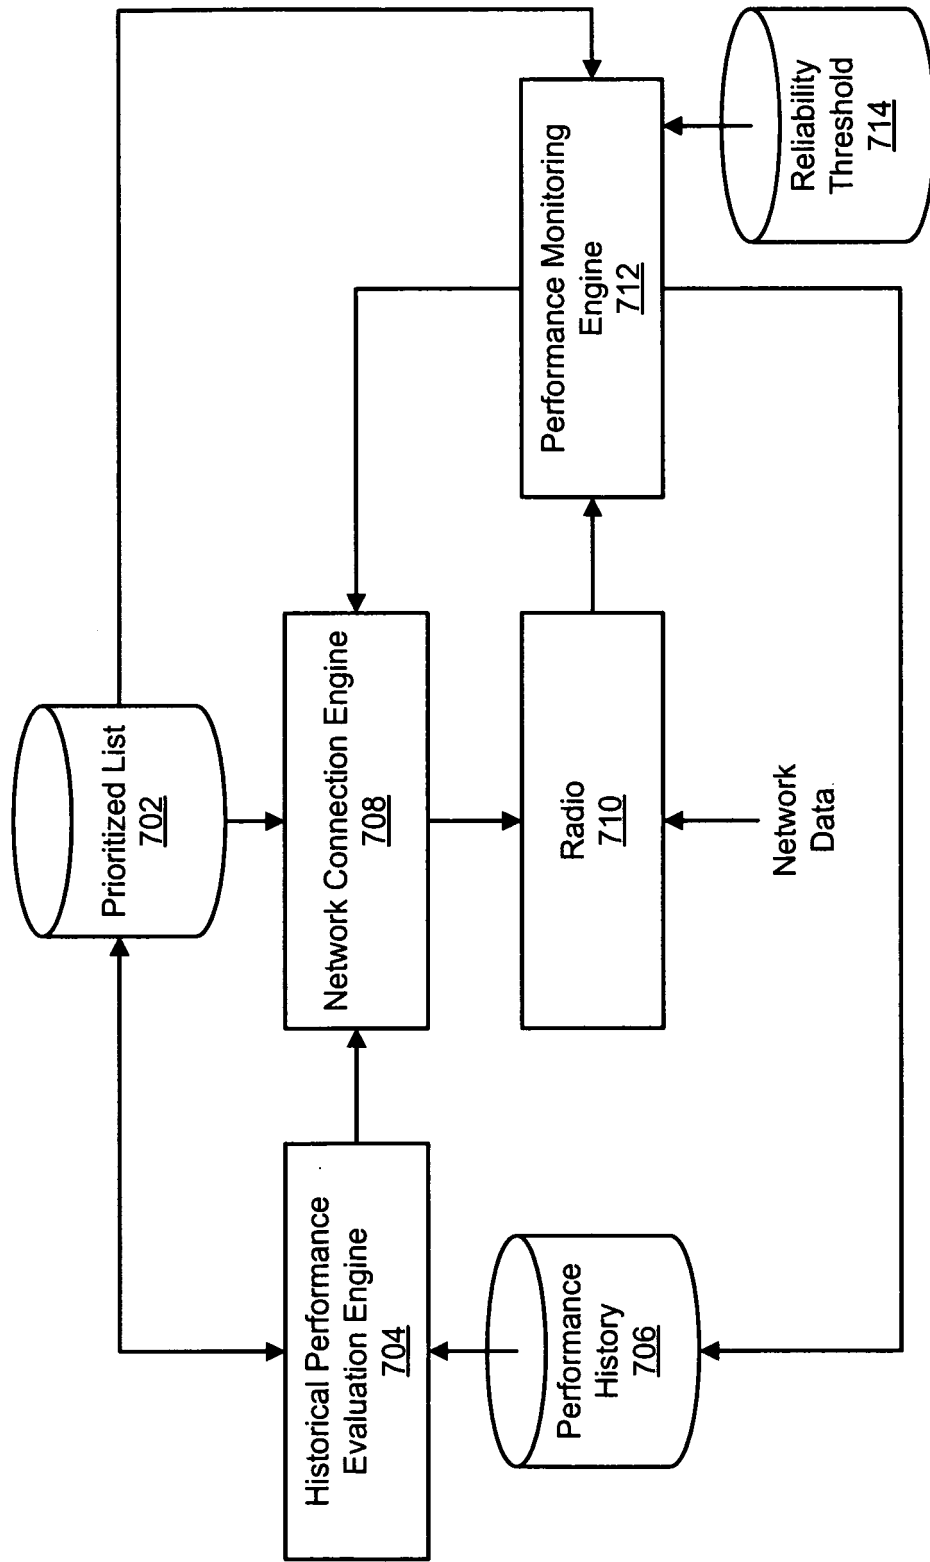 Prioritized List
702
Historical Performance
Evaluation Engine
704
Network Connection Engine
708
Performance Monitoring
Engine
712
Performance
History
706
Radio
710
Network
Data
Reliability
Threshold
714